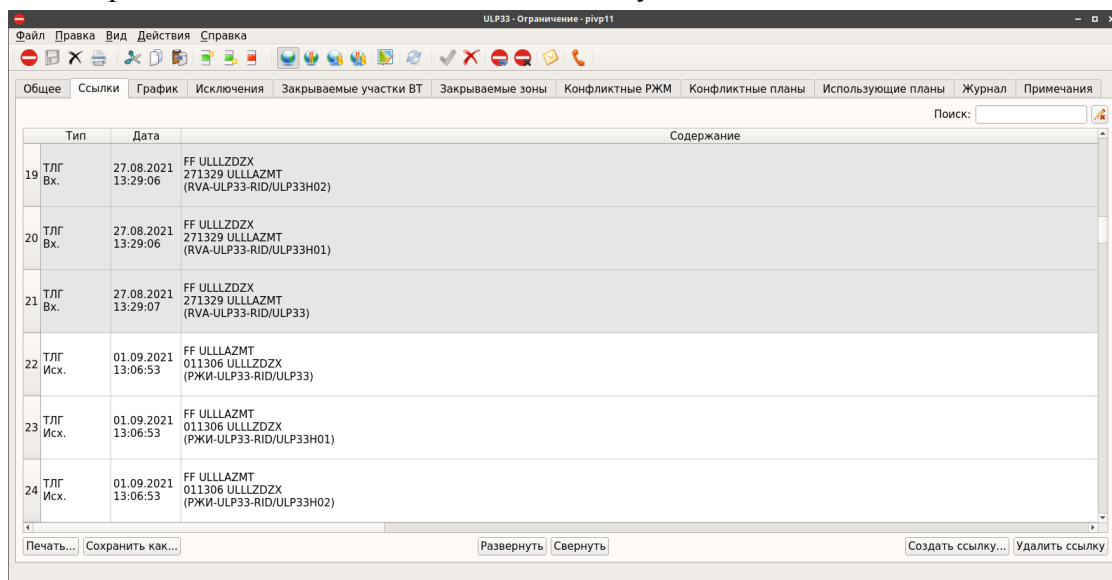 ULP33 - Ограничение - pivp11
Файл Правка Вид Действия Справка
Общее Ссылки График Исключения Закрываемые участки ВТ Закрываемые зоны Конфликтные РЖМ Конфликтные планы Использующие планы Журнал Примечания
Поиск:
Тип Дата Содержание
19 ТЛГ Вх. 27.08.2021 13:29:06
FF ULLLZDZX
271329 ULLLAZMT
(RVA-ULP33-RID/ULP33H02)
20 ТЛГ Вх. 27.08.2021 13:29:06
FF ULLLZDZX
271329 ULLLAZMT
(RVA-ULP33-RID/ULP33H01)
21 ТЛГ Вх. 27.08.2021 13:29:07
FF ULLLZDZX
271329 ULLLAZMT
(RVA-ULP33-RID/ULP33)
22 ТЛГ Исх. 01.09.2021 13:06:53
FF ULLLAZMT
011306 ULLLZDZX
(РЖИ-ULP33-RID/ULP33)
23 ТЛГ Исх. 01.09.2021 13:06:53
FF ULLLAZMT
011306 ULLLZDZX
(РЖИ-ULP33-RID/ULP33H01)
24 ТЛГ Исх. 01.09.2021 13:06:53
FF ULLLAZMT
011306 ULLLZDZX
(РЖИ-ULP33-RID/ULP33H02)
Печать... Сохранить как... Развернуть Свернуть Создать ссылку... Удалить ссылку